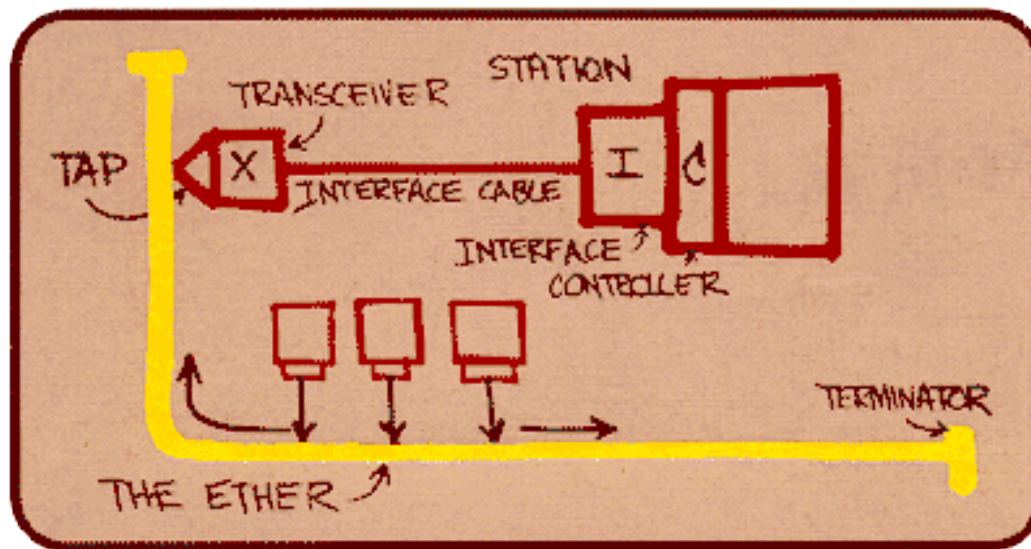 STATION
TRANSCEIVER
TAP
X
I
C
INTERFACE CABLE
INTERFACE
CONTROLLER
TERMINATOR
THE ETHER